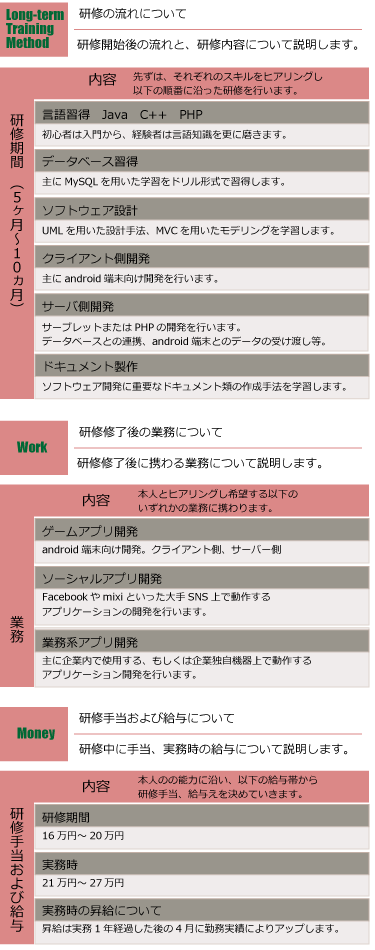 Long-term
Training
Method
研修の流れについて
研修開始後の流れと、研修内容について説明します。
内容
先ずは、それぞれのスキルをヒアリングし
以下の順番に沿った研修を行います。
研修期間（5ヶ月〜10ヵ月）
言語習得　Java　C++　PHP
初心者は入門から、経験者は言語知識を更に磨きます。
データベース習得
主に MySQL を用いた学習をドリル形式で習得します。
ソフトウェア設計
UML を用いた設計手法、MVC を用いたモデリングを学習します。
クライアント側開発
主に android 端末向け開発を行います。
サーバ側開発
サーブレットまたは PHP の開発を行います。
データベースとの連携、android 端末とのデータの受け渡し等。
ドキュメント製作
ソフトウェア開発に重要なドキュメント類の作成手法を学習します。
Work
研修修了後の業務について
研修修了後に携わる業務について説明します。
内容
本人とヒアリングし希望する以下の
いずれかの業務に携わります。
業務
ゲームアプリ開発
android 端末向け開発。クライアント側、サーバー側
ソーシャルアプリ開発
Facebook や mixi といった大手 SNS 上で動作する
アプリケーションの開発を行います。
業務系アプリ開発
主に企業内で使用する、もしくは企業独自機器上で動作する
アプリケーション開発を行います。
Money
研修手当および給与について
研修中に手当、実務時の給与について説明します。
内容
本人のの能力に沿い、以下の給与帯から
研修手当、給与えを決めていきます。
研修手当および給与
研修期間
16 万円〜 20 万円
実務時
21 万円〜 27 万円
実務時の昇給について
昇給は実務 1 年経過した後の 4 月に勤務実績によりアップします。